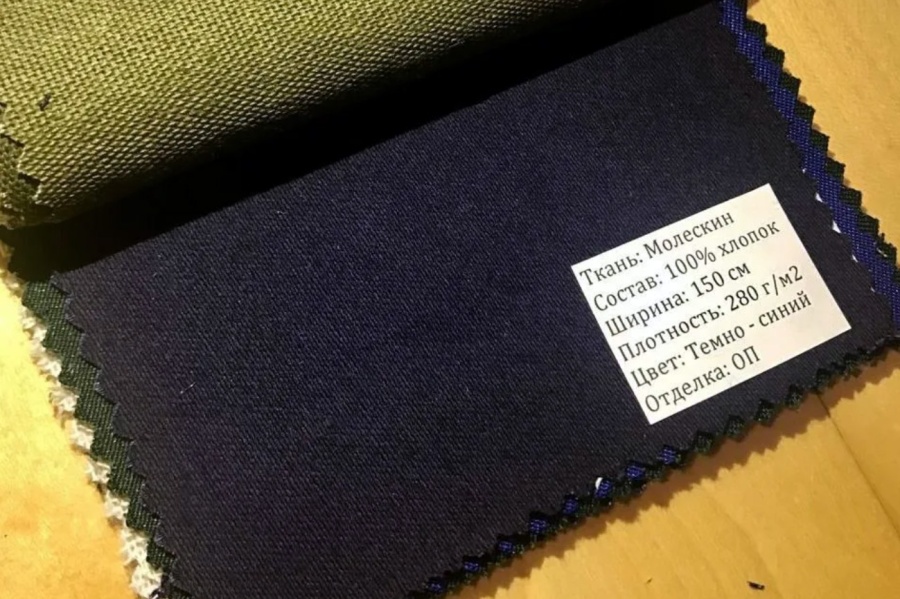 Ткань: Молескин
Состав: 100% хлопок
Ширина: 150 см
Плотность: 280 г/м2
Цвет: Темно - синий
Отделка: ОП